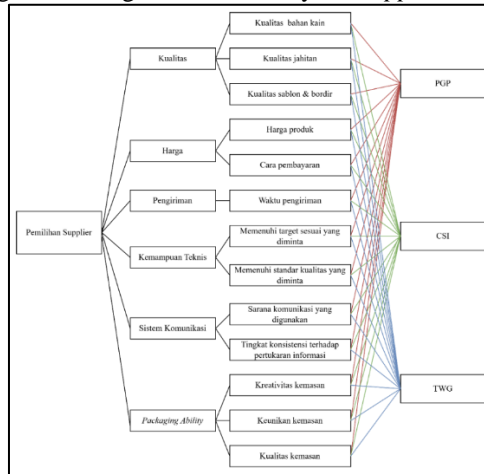 Pemilihan Supplier
Kualitas
Harga
Pengiriman
Kemampuan Teknis
Sistem Komunikasi
Packaging Ability
Kualitas bahan kain
Kualitas jahitan
Kualitas sablon & bordir
Harga produk
Cara pembayaran
Waktu pengiriman
Memenuhi target sesuai yang
diminta
Memenuhi standar kualitas yang
diminta
Sarana komunikasi yang
digunakan
Tingkat konsistensi terhadap
pertukaran informasi
Kreativitas kemasan
Keunikan kemasan
Kualitas kemasan
PGP
CSI
TWG